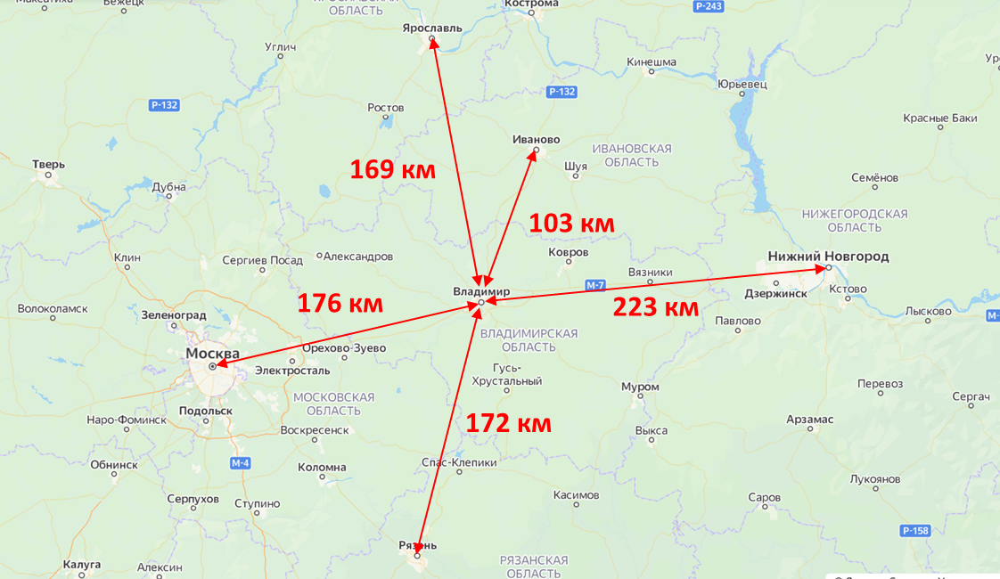 Бежецк
ОБЛАСТЬ
Кострома
Р-243
Ярославль
Углич
Кинешма
Юрьевец
Р-132
Р-132
Ростов
Красные Баки
Иваново
ИВАНОВСКАЯ
ОБЛАСТЬ
Тверь
169 км
Шуя
Семёнов
Дубна
НИЖЕГОРОДСКАЯ
ОБЛАСТЬ
103 км
Клин
Сергиев Посад
Александров
Ковров
Нижний Новгород
Вязники
М-7
Владимир
Дзержинск
Кстово
176 км
223 км
Волоколамск
Зеленоград
Лысково
М-
Павлово
ВЛАДИМИРСКАЯ
ОБЛАСТЬ
Москва
Орехово-Зуево
Электросталь
Гусь-
Хрустальный
Муром
Перевоз
Сергач
МОСКОВСКАЯ
ОБЛАСТЬ
Подольск
Наро-Фоминск
172 км
Арзамас
Воскресенск
Выкса
Обнинск
М-4
Коломна
Спас-Клепики
Лукоянов
Серпухов
Ступино
Касимов
Саров
Р-158
Рязань
Калуга
Алексин
РЯЗАНСКАЯ
ОБЛАСТЬ